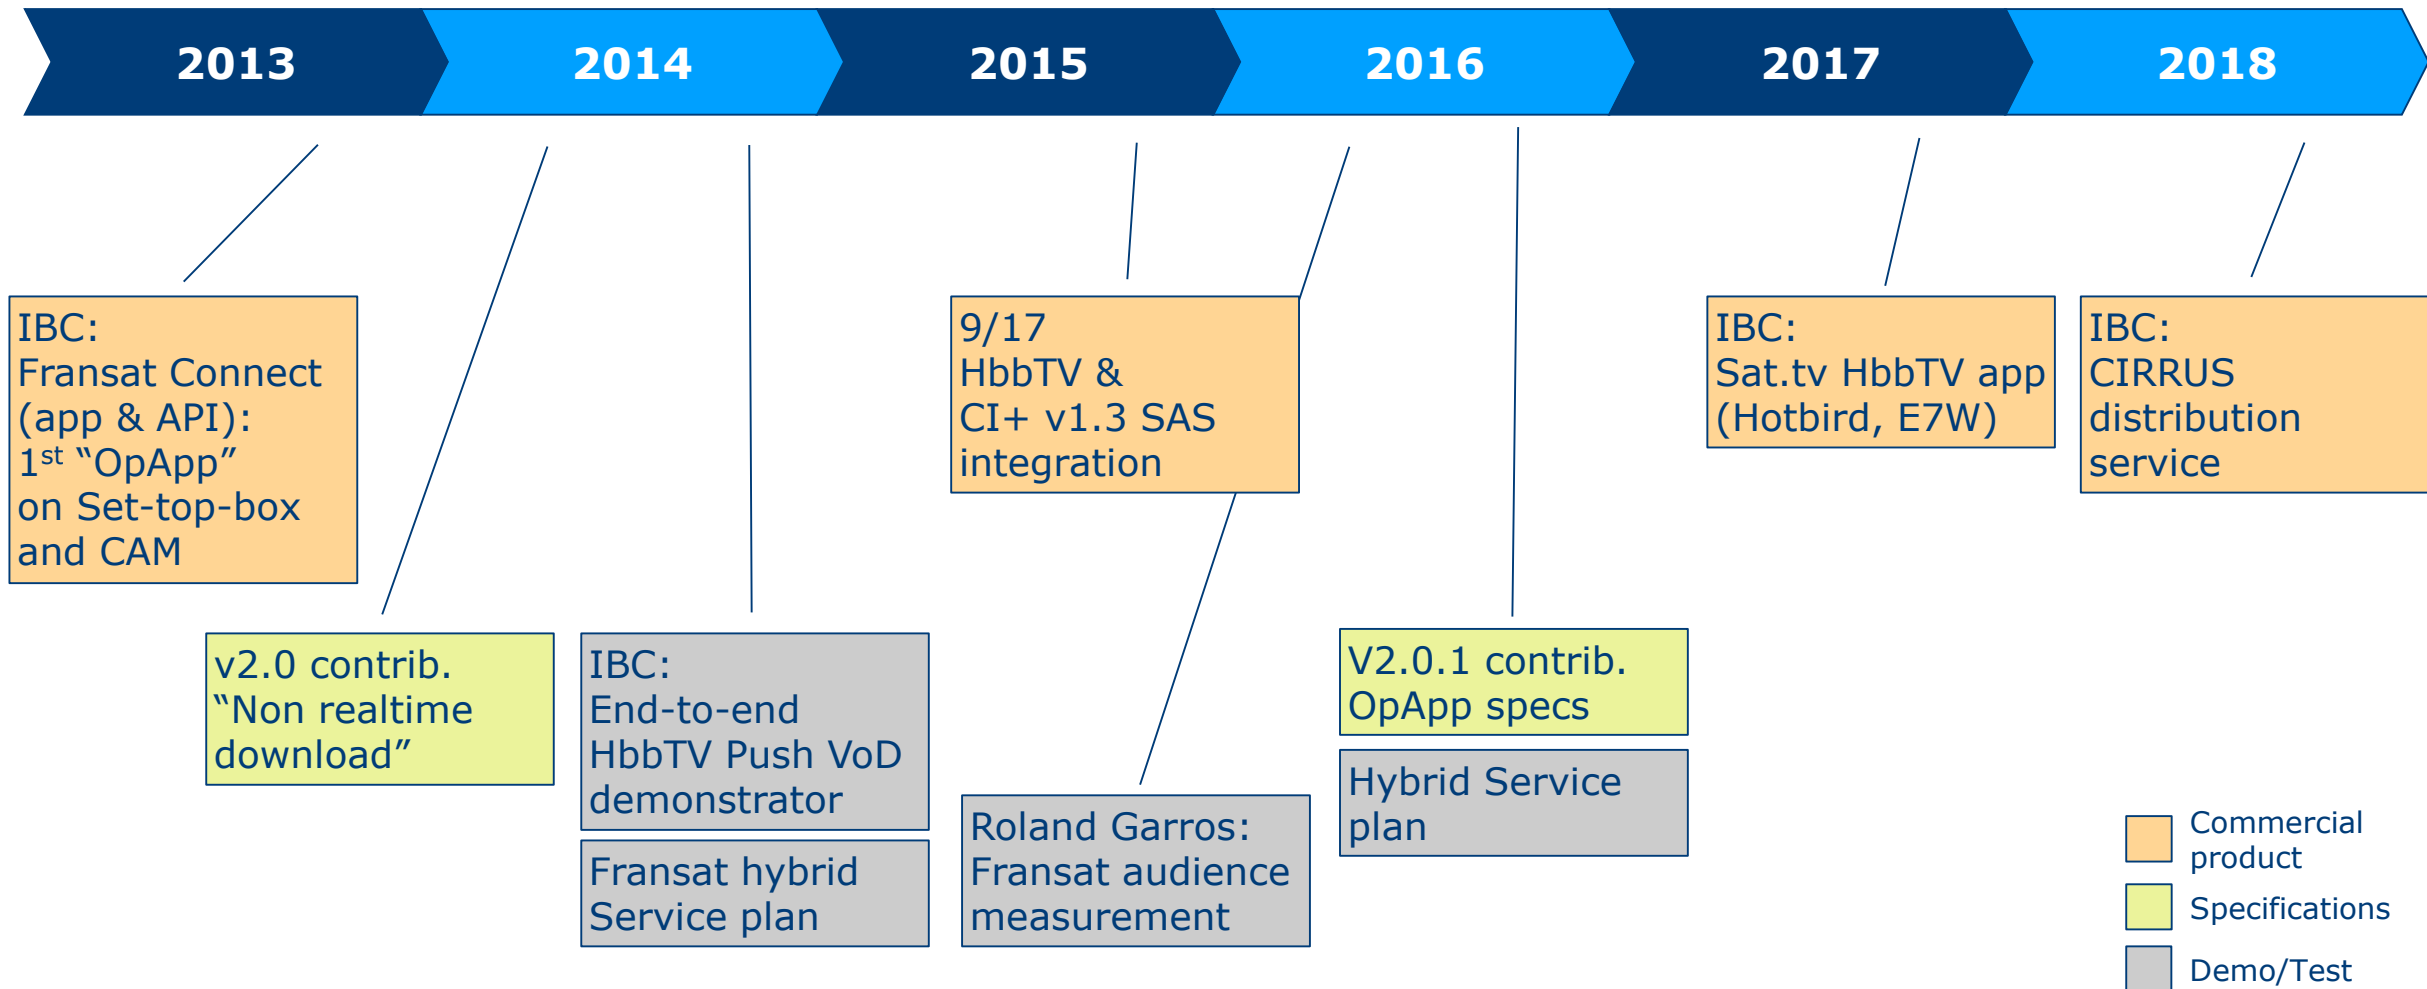 2013
2014
2015
2016
2017
2018
IBC:
Fransat Connect
(app & API):
1st “OpApp”
on Set-top-box
and CAM
9/17
HbbTV &
CI+ v1.3 SAS
integration
IBC:
Sat.tv HbbTV app
(Hotbird, E7W)
IBC:
CIRRUS
distribution
service
v2.0 contrib.
“Non realtime
download”
IBC:
End-to-end
HbbTV Push VoD
demonstrator
Fransat hybrid
Service plan
Roland Garros:
Fransat audience
measurement
V2.0.1 contrib.
OpApp specs
Hybrid Service
plan
Commercial
product
Specifications
Demo/Test